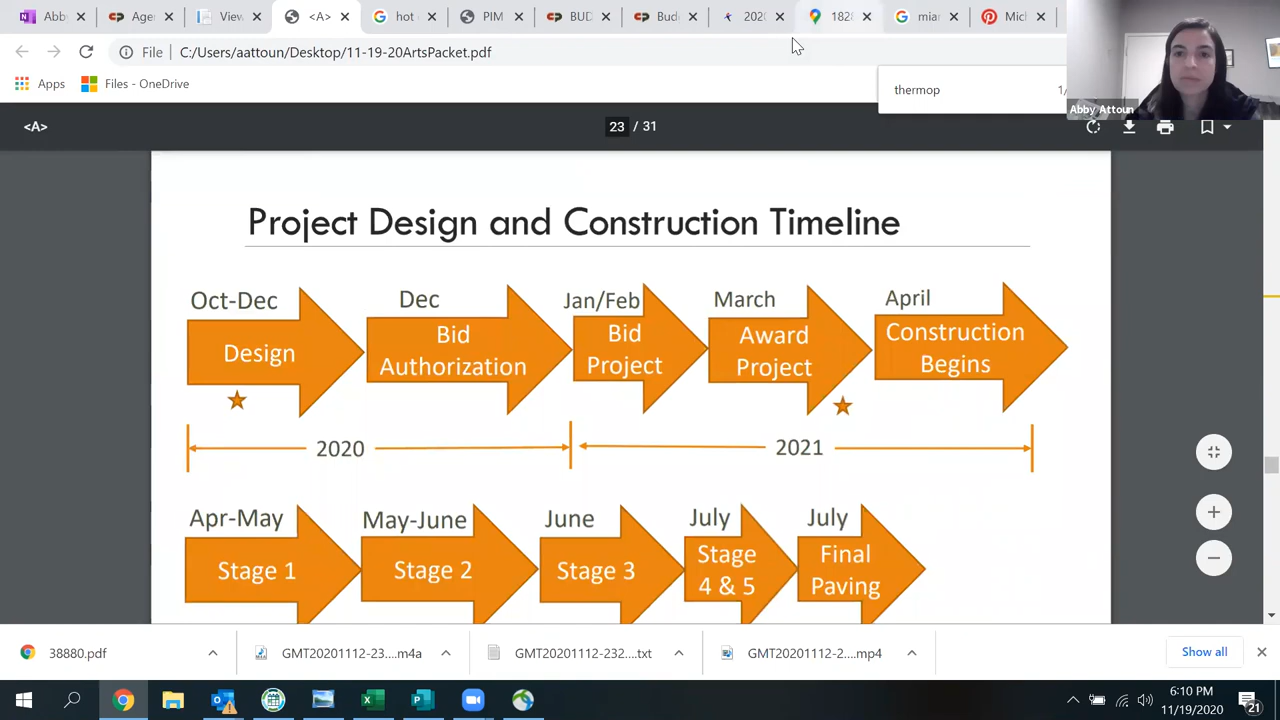 Abb
Ager
View
<A>
hot
PIM
BUD
Bud
202
182
miar
Mich
File
C:/Users/aattoun/Desktop/11-19-20ArtsPacket.pdf
thermop
1/
Abby Attoun
Apps
Files - OneDrive
<A>
23 / 31
Project Design and Construction Timeline
Oct-Dec
Dec
Jan/Feb
March
April
Design
Bid
Authorization
Bid
Project
Award
Project
Construction
Begins
2020
2021
Apr-May
May-June
June
July
July
Stage 1
Stage 2
Stage 3
Stage
4 & 5
Final
Paving
38880.pdf
GMT20201112-23....m4a
GMT20201112-232....txt
GMT20201112-2....mp4
Show all
6:10 PM
11/19/2020
21